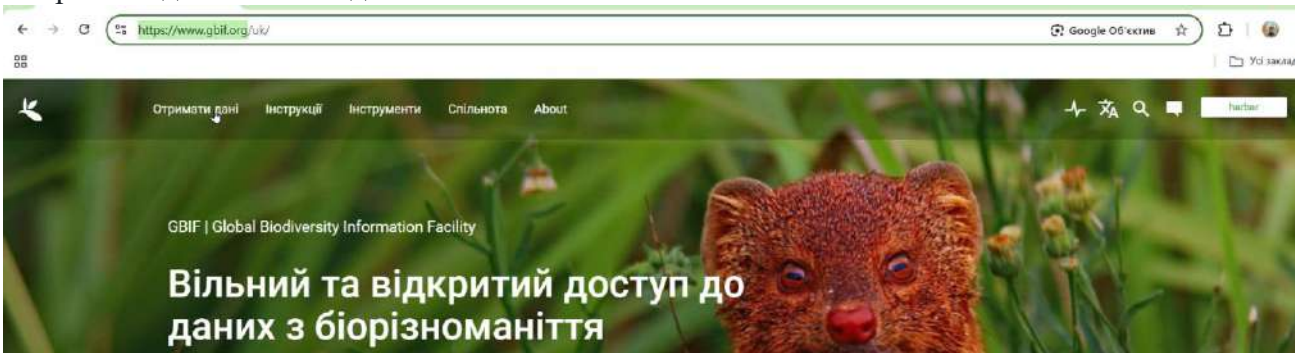 https://www.gbif.org/uk/
Google Об'єктив
Усі заклад
Отримати дані Інструкції Інструменти Спільнота About
herber
GBIF | Global Biodiversity Information Facility
Вільний та відкритий доступ до
даних з біорізноманіття